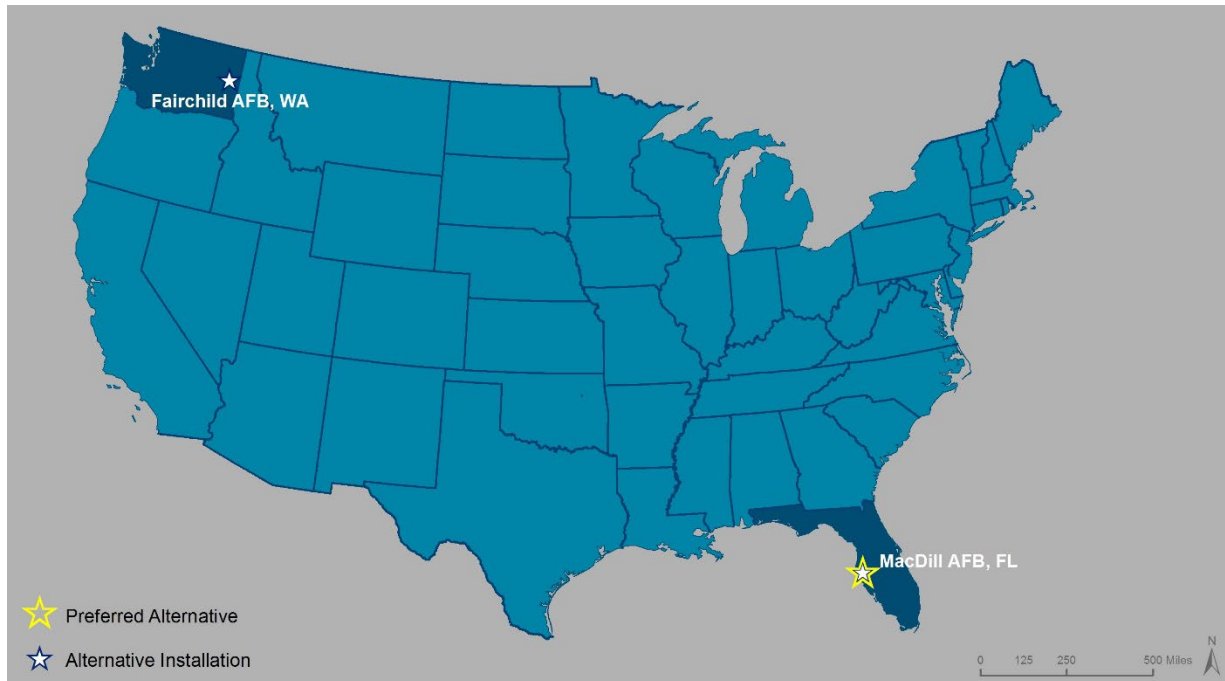 Fairchild AFB, WA
MacDill AFB, FL
Preferred Alternative
Alternative Installation
N
0 125 250 500 Miles